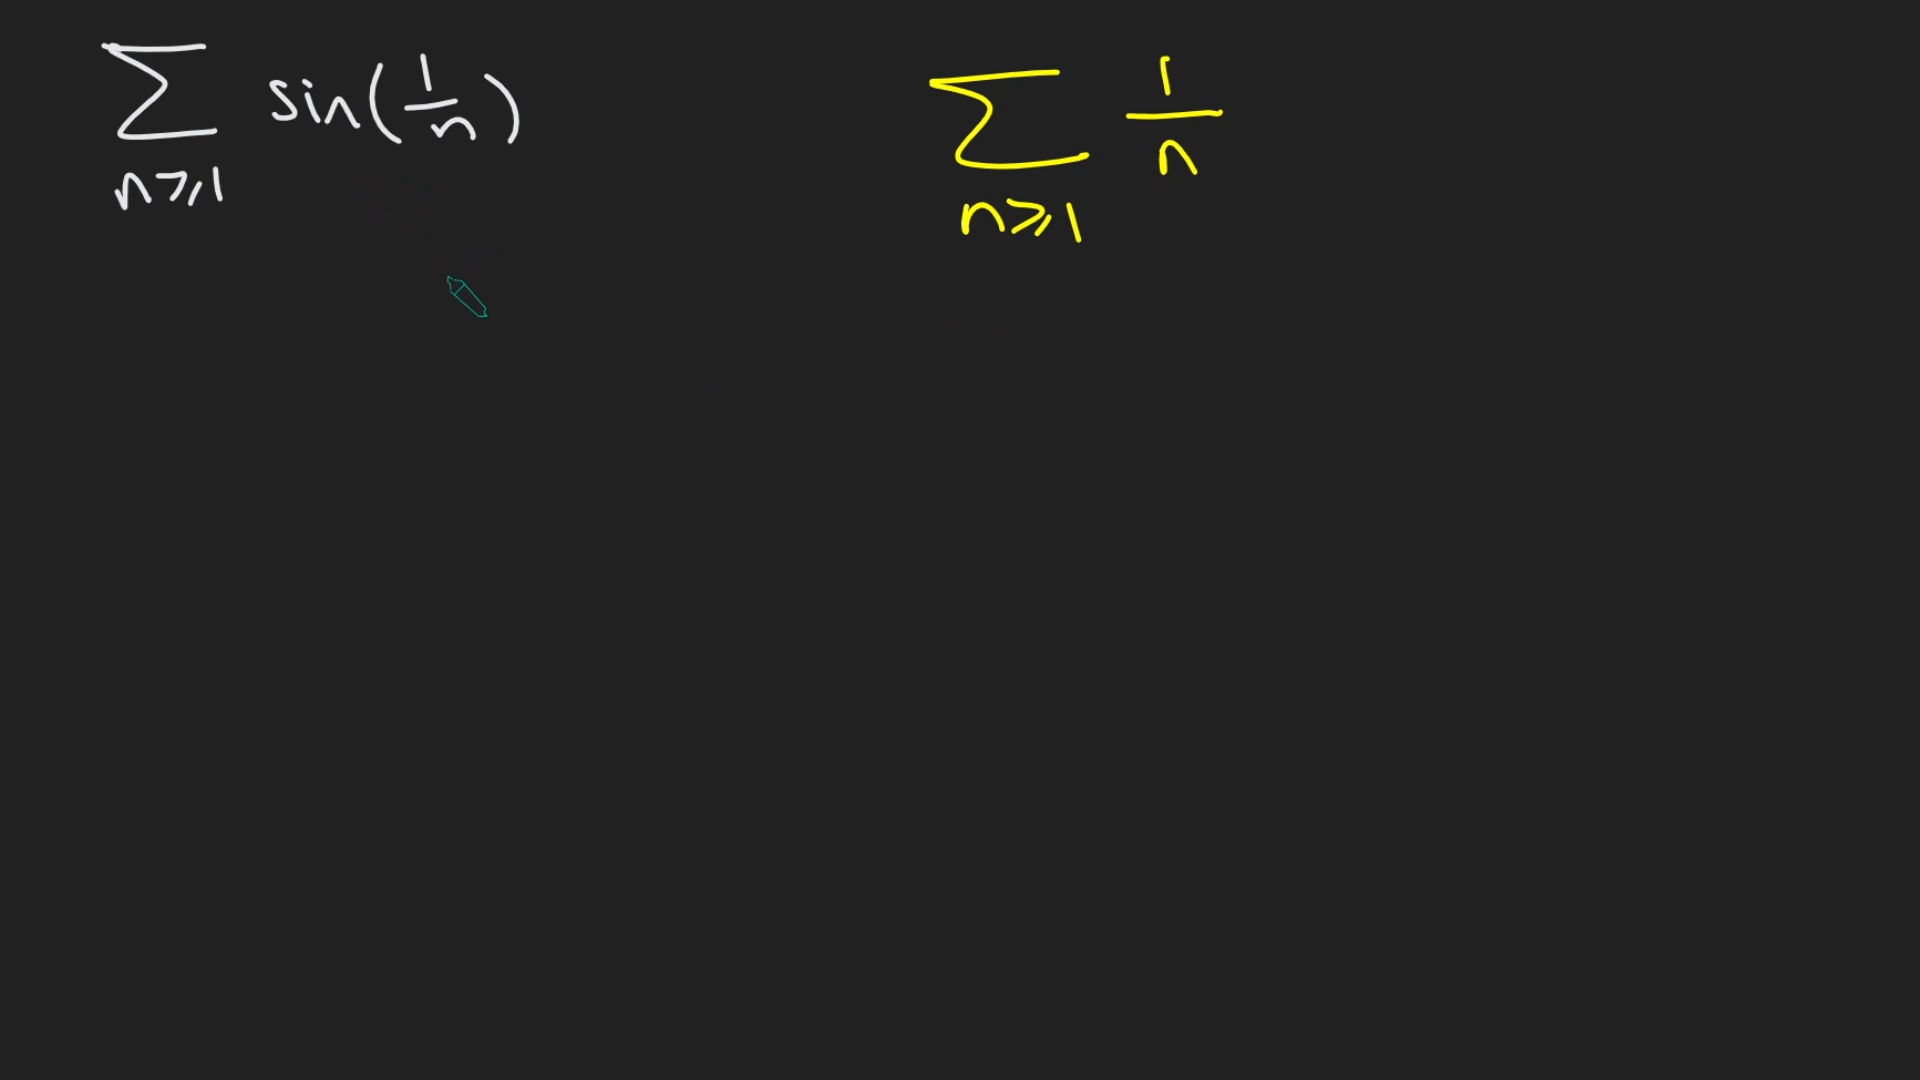 ∑ sin(1/n)
n⩾1
∑ 1/n
n⩾1